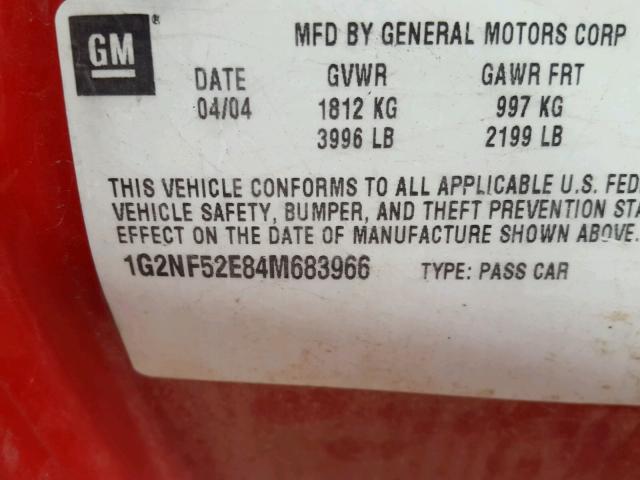 GM
MFD BY GENERAL MOTORS CORP
DATE GVWR GAWR FRT
04/04 1812 KG 997 KG
3996 LB 2199 LB
THIS VEHICLE CONFORMS TO ALL APPLICABLE U.S. FED
VEHICLE SAFETY, BUMPER, AND THEFT PREVENTION STA
EFFECT ON THE DATE OF MANUFACTURE SHOWN ABOVE.
1G2NF52E84M683966 TYPE: PASS CAR